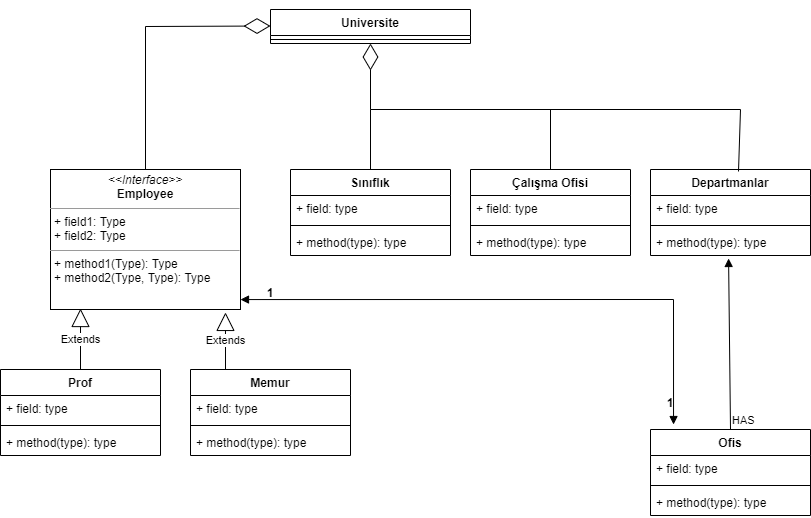 Universite
<<Interface>>
Employee
+ field1: Type
+ field2: Type
+ method1(Type): Type
+ method2(Type, Type): Type
Sınıflık
+ field: type
+ method(type): type
Çalışma Ofisi
+ field: type
+ method(type): type
Departmanlar
+ field: type
+ method(type): type
1
Extends
Extends
Prof
+ field: type
+ method(type): type
Memur
+ field: type
+ method(type): type
1
HAS
Ofis
+ field: type
+ method(type): type